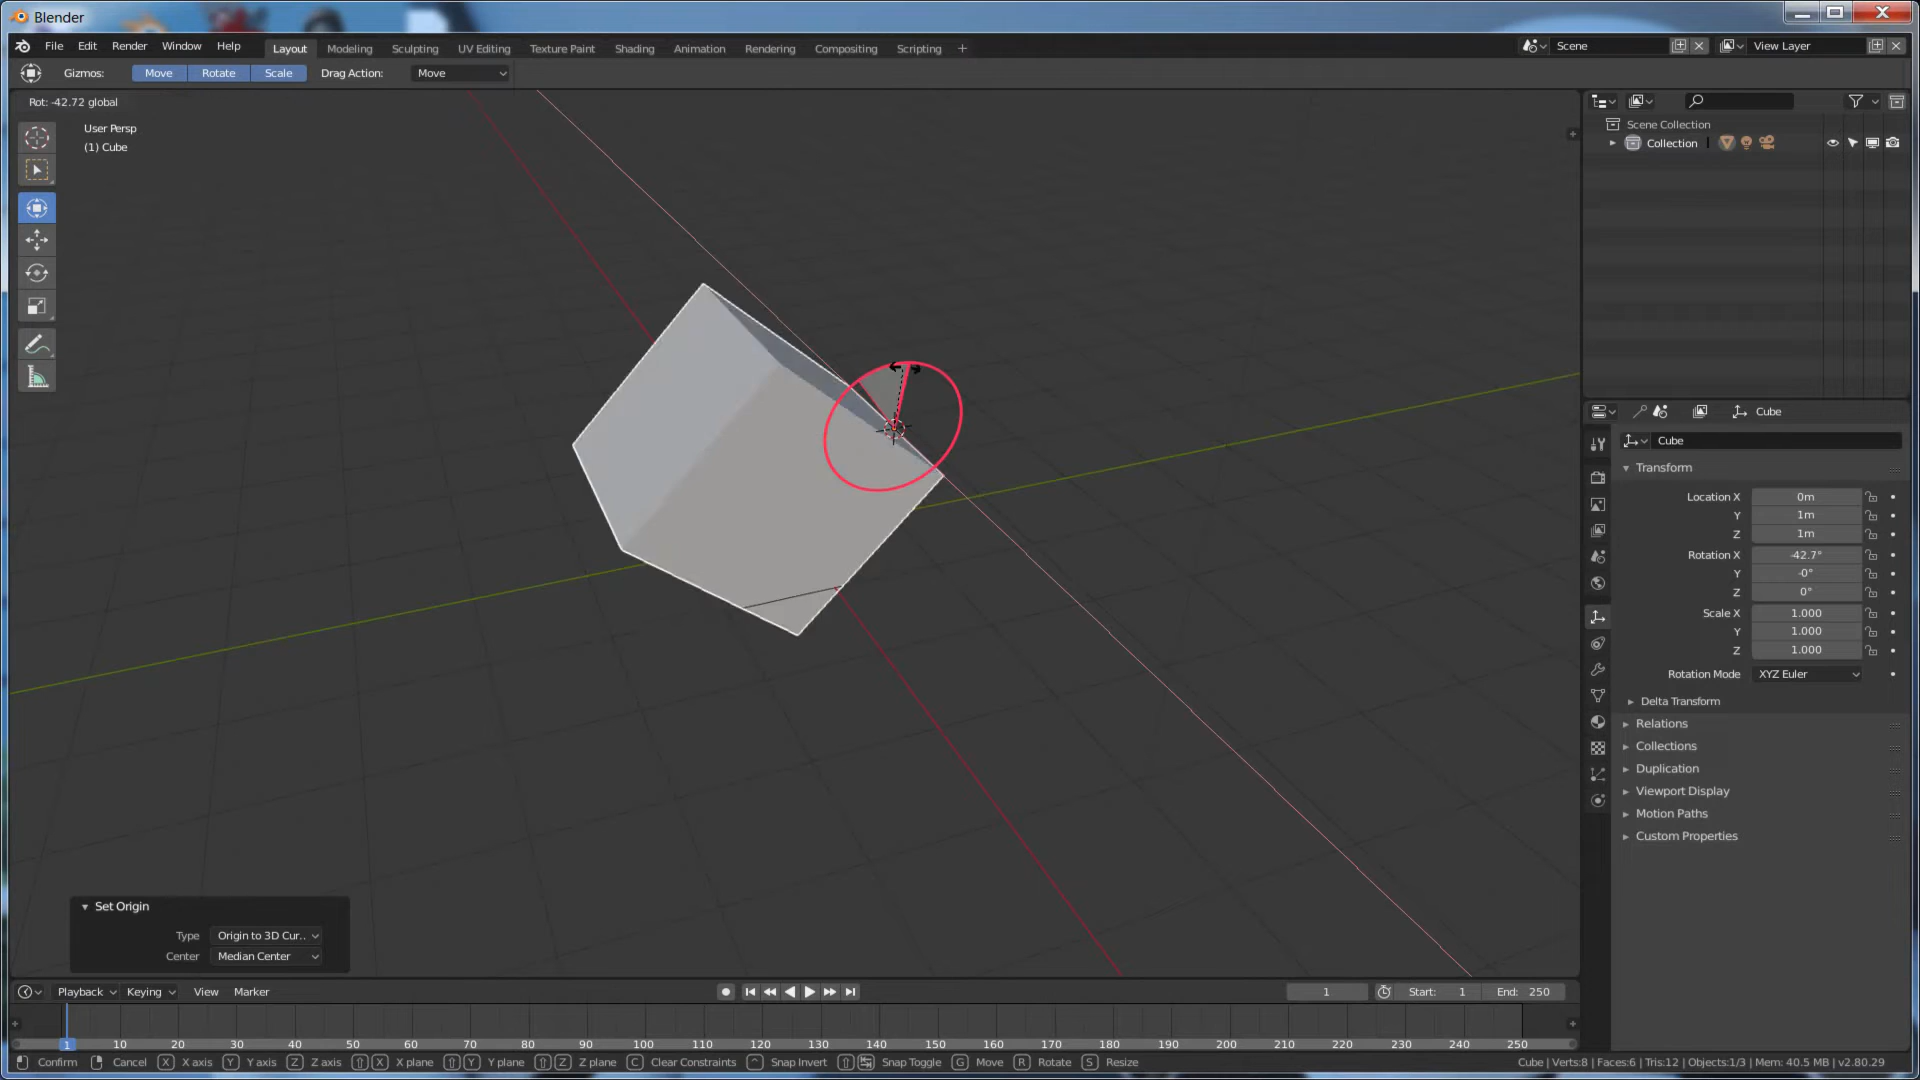 Blender
File Edit Render Window Help Layout Modeling Sculpting UV Editing Texture Paint Shading Animation Rendering Compositing Scripting + Scene View Layer
Gizmos: Move Rotate Scale Drag Action: Move
Rot: -42.72 global
User Persp
(1) Cube
Scene Collection
Collection
Cube
Cube
Transform
Location X 0m
Y 1m
Z 1m
Rotation X -42.7°
Y -0°
Z 0°
Scale X 1.000
Y 1.000
Z 1.000
Rotation Mode XYZ Euler
Delta Transform
Relations
Collections
Duplication
Viewport Display
Motion Paths
Custom Properties
Set Origin
Type Origin to 3D Cur..
Center Median Center
Playback Keying View Marker 1 Start: 1 End: 250
1 10 20 30 40 50 60 70 80 90 100 110 120 130 140 150 160 170 180 190 200 210 220 230 240 250
Confirm Cancel X X axis Y Y axis Z Z axis X X plane Y Y plane Z Z plane C Clear Constraints ^ Snap Invert Snap Toggle G Move R Rotate S Resize Cube | Verts:8 | Faces:6 | Tris:12 | Objects:1/3 | Mem: 40.5 MB | v2.80.29